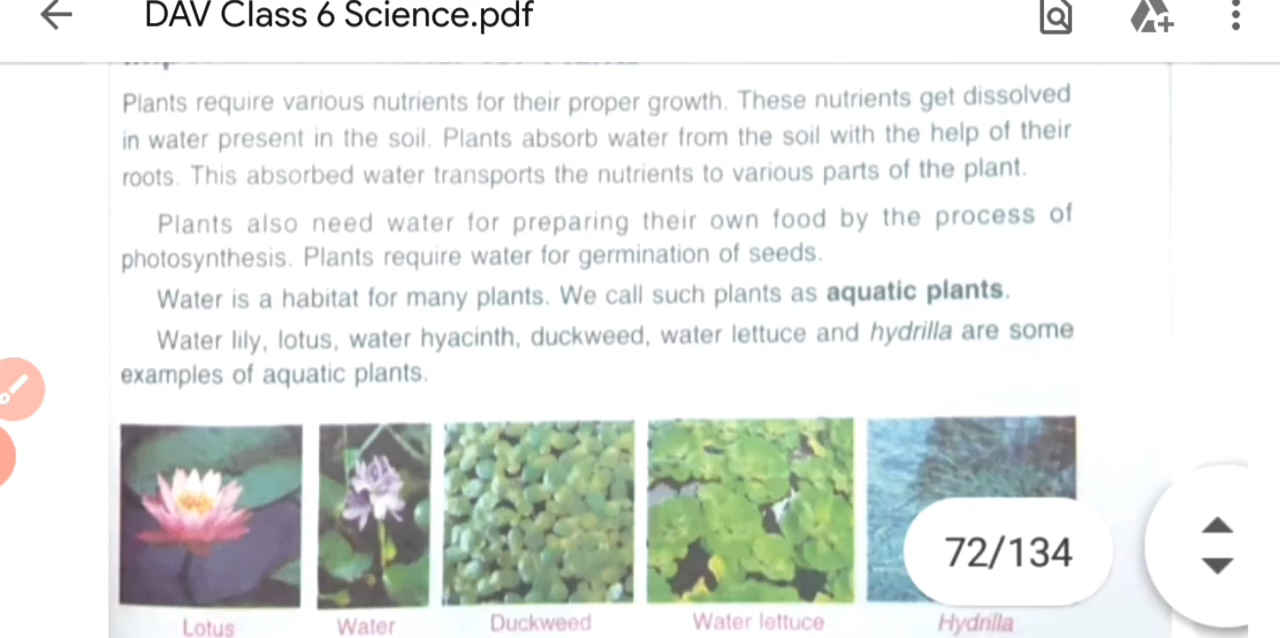 DAV Class 6 Science.pdf
Plants require various nutrients for their proper growth. These nutrients get dissolved
in water present in the soil. Plants absorb water from the soil with the help of their
roots. This absorbed water transports the nutrients to various parts of the plant.
Plants also need water for preparing their own food by the process of
photosynthesis. Plants require water for germination of seeds.
Water is a habitat for many plants. We call such plants as aquatic plants.
Water lily, lotus, water hyacinth, duckweed, water lettuce and hydrilla are some
examples of aquatic plants.
72/134
Lotus Water Duckweed Water lettuce Hydrilla